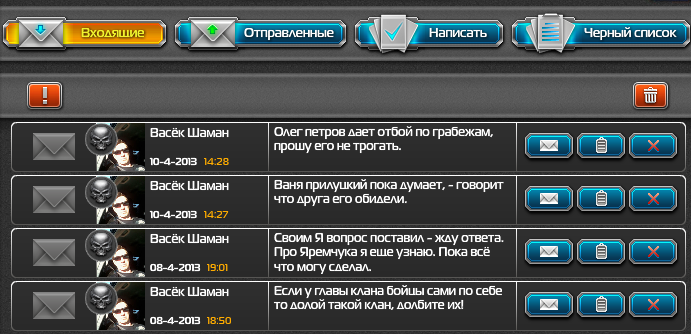 Входящие
Отправленные
Написать
Черный список
Васёк Шаман
10-4-2013 14:28
Олег петров дает отбой по грабежам,
прошу его не трогать.
Васёк Шаман
10-4-2013 14:27
Ваня прилуцкий пока думает, - говорит
что друга его обидели.
Васёк Шаман
08-4-2013 19:01
Своим Я вопрос поставил - жду ответа.
Про Яремчука я еще узнаю. Пока всё
что могу сделал.
Васёк Шаман
08-4-2013 18:50
Если у главы клана бойцы сами по себе
то долой такой клан, долбите их!